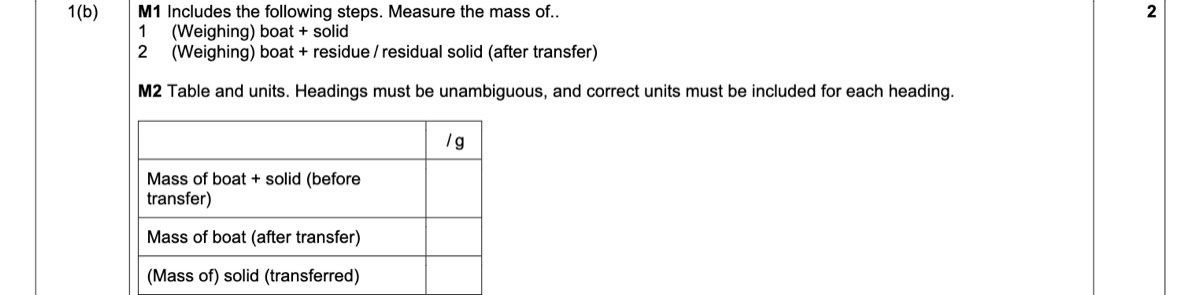 1(b) M1 Includes the following steps. Measure the mass of.. 2
1 (Weighing) boat + solid
2 (Weighing) boat + residue / residual solid (after transfer)
M2 Table and units. Headings must be unambiguous, and correct units must be included for each heading.
/ g
Mass of boat + solid (before
transfer)
Mass of boat (after transfer)
(Mass of) solid (transferred)